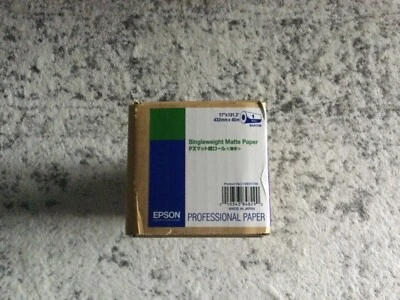 17"x131.2'
432mm x 40m
Singleweight Matte Paper
PXマット紙ロール<薄手>
MADE IN JAPAN
EPSON
PROFESSIONAL PAPER